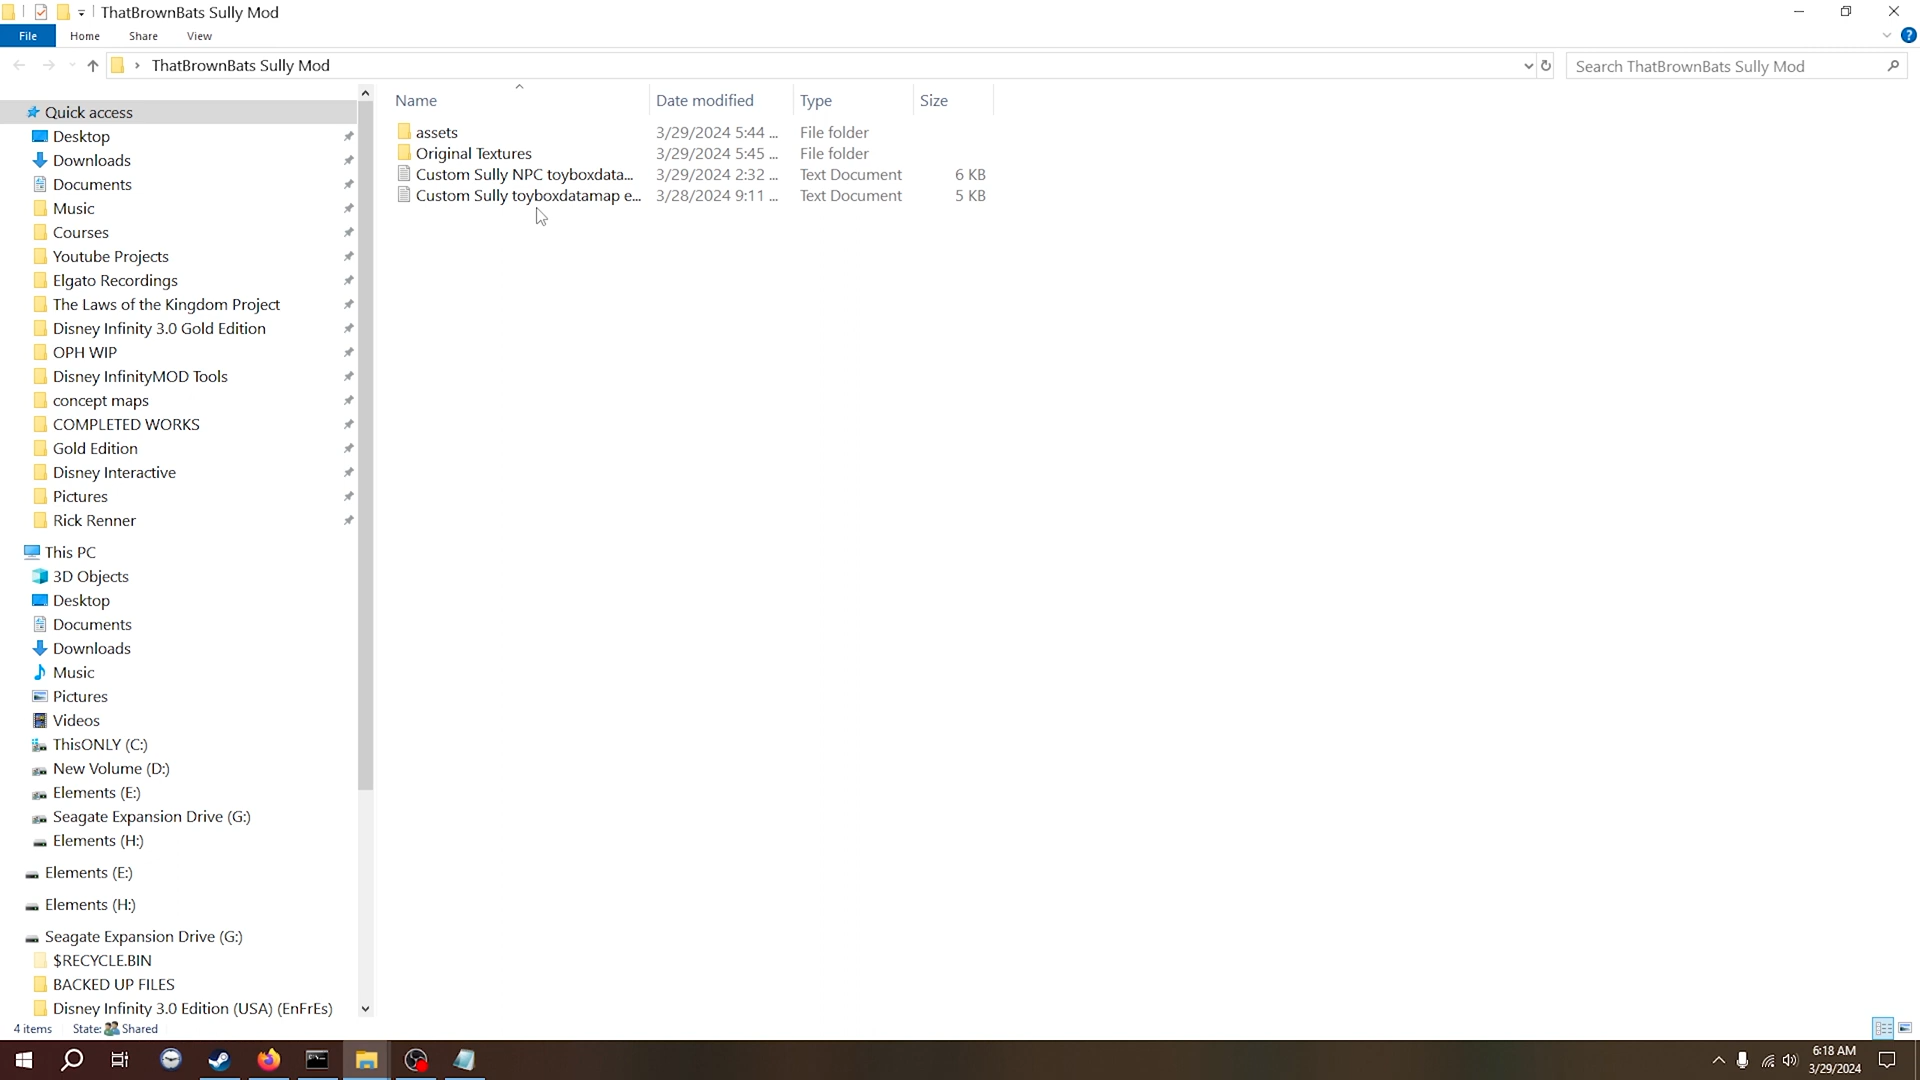 ThatBrownBats Sully Mod
File Home Share View
ThatBrownBats Sully Mod
Search ThatBrownBats Sully Mod
Name Date modified Type Size
assets 3/29/2024 5:44 ... File folder
Original Textures 3/29/2024 5:45 ... File folder
Custom Sully NPC toyboxdata... 3/29/2024 2:32 ... Text Document 6 KB
Custom Sully toyboxdatamap e... 3/28/2024 9:11 ... Text Document 5 KB
Quick access
Desktop
Downloads
Documents
Music
Courses
Youtube Projects
Elgato Recordings
The Laws of the Kingdom Project
Disney Infinity 3.0 Gold Edition
OPH WIP
Disney InfinityMOD Tools
concept maps
COMPLETED WORKS
Gold Edition
Disney Interactive
Pictures
Rick Renner
This PC
3D Objects
Desktop
Documents
Downloads
Music
Pictures
Videos
ThisONLY (C:)
New Volume (D:)
Elements (E:)
Seagate Expansion Drive (G:)
Elements (H:)
Elements (E:)
Elements (H:)
Seagate Expansion Drive (G:)
$RECYCLE.BIN
BACKED UP FILES
Disney Infinity 3.0 Edition (USA) (EnFrEs)
4 items State: Shared
6:18 AM
3/29/2024